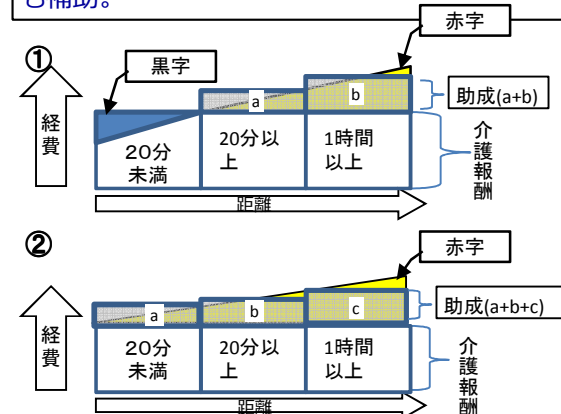 も補助。
赤字
①
黒字
a
b
助成(a+b)
経費
20分
未満
20分以
上
1時間
以上
介護報酬
距離
②
赤字
a
b
c
助成(a+b+c)
経費
20分
未満
20分以
上
1時間
以上
介護報酬
距離